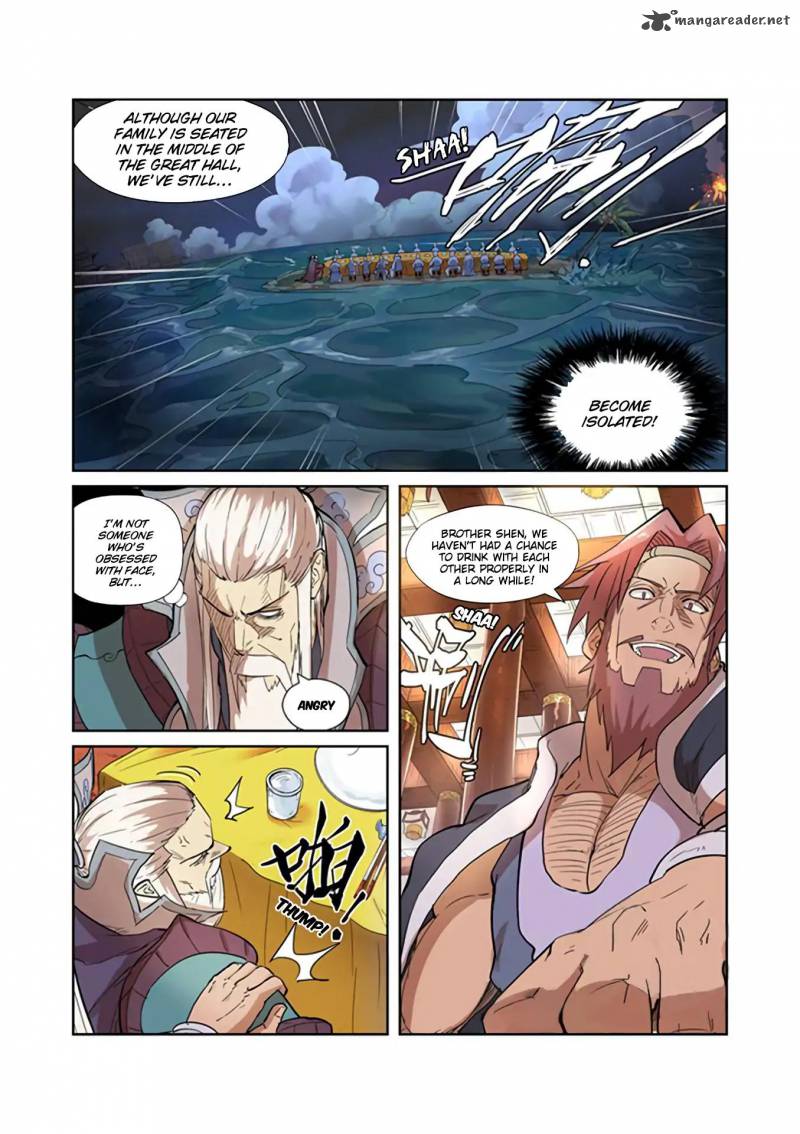 mangareader.net
ALTHOUGH OUR
FAMILY IS SEATED
IN THE MIDDLE OF
THE GREAT HALL,
WE'VE STILL...
SHAA!
BECOME
ISOLATED!
I'M NOT
SOMEONE
WHO'S
OBSESSED
WITH FACE,
BUT...
ANGRY
BROTHER SHEN, WE
HAVEN'T HAD A CHANCE
TO DRINK WITH EACH
OTHER PROPERLY IN
A LONG WHILE!
SHAA!
啪!
THUMP!